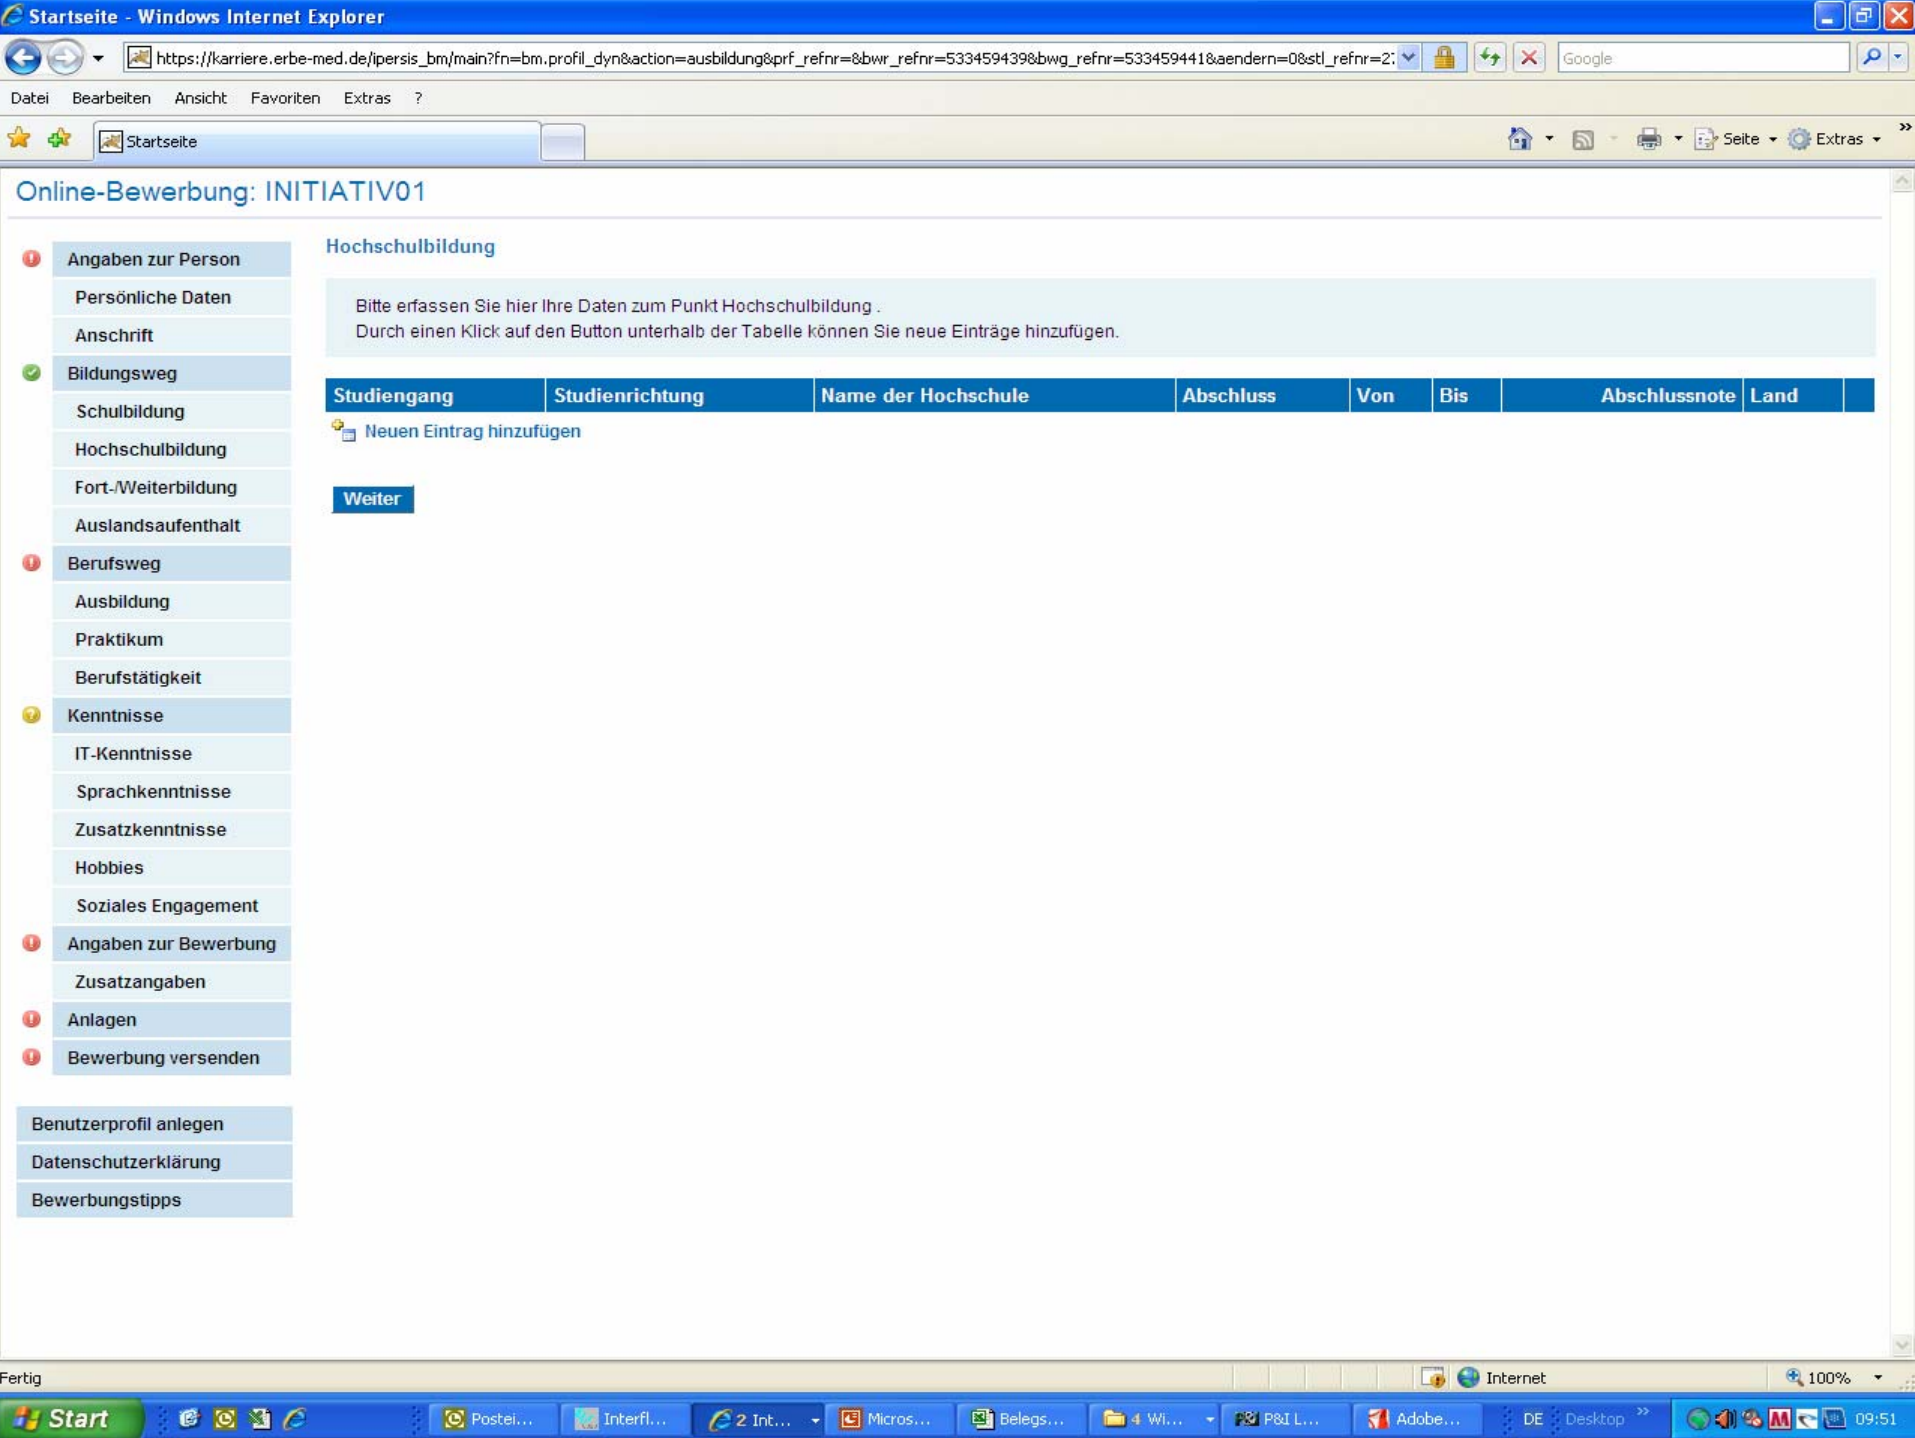 Startseite - Windows Internet Explorer
https://karriere.erbe-med.de/ipersis_bm/main?fn=bm.profil_dyn&action=ausbildung&prf_refnr=&bwr_refnr=533459439&bwg_refnr=533459441&aendern=0&stl_refnr=2
Google
Datei Bearbeiten Ansicht Favoriten Extras ?
Startseite
Seite Extras »
Online-Bewerbung: INITIATIV01
Angaben zur Person
Persönliche Daten
Anschrift
Bildungsweg
Schulbildung
Hochschulbildung
Fort-/Weiterbildung
Auslandsaufenthalt
Berufsweg
Ausbildung
Praktikum
Berufstätigkeit
Kenntnisse
IT-Kenntnisse
Sprachkenntnisse
Zusatzkenntnisse
Hobbies
Soziales Engagement
Angaben zur Bewerbung
Zusatzangaben
Anlagen
Bewerbung versenden
Benutzerprofil anlegen
Datenschutzerklärung
Bewerbungstipps
Hochschulbildung
Bitte erfassen Sie hier Ihre Daten zum Punkt Hochschulbildung .
Durch einen Klick auf den Button unterhalb der Tabelle können Sie neue Einträge hinzufügen.
Studiengang Studienrichtung Name der Hochschule Abschluss Von Bis Abschlussnote Land
Neuen Eintrag hinzufügen
Weiter
Fertig Internet 100%
Start Postei... Interfl... 2 Int... Micros... Belegs... 4 Wi... P&I L... Adobe... DE Desktop » 09:51